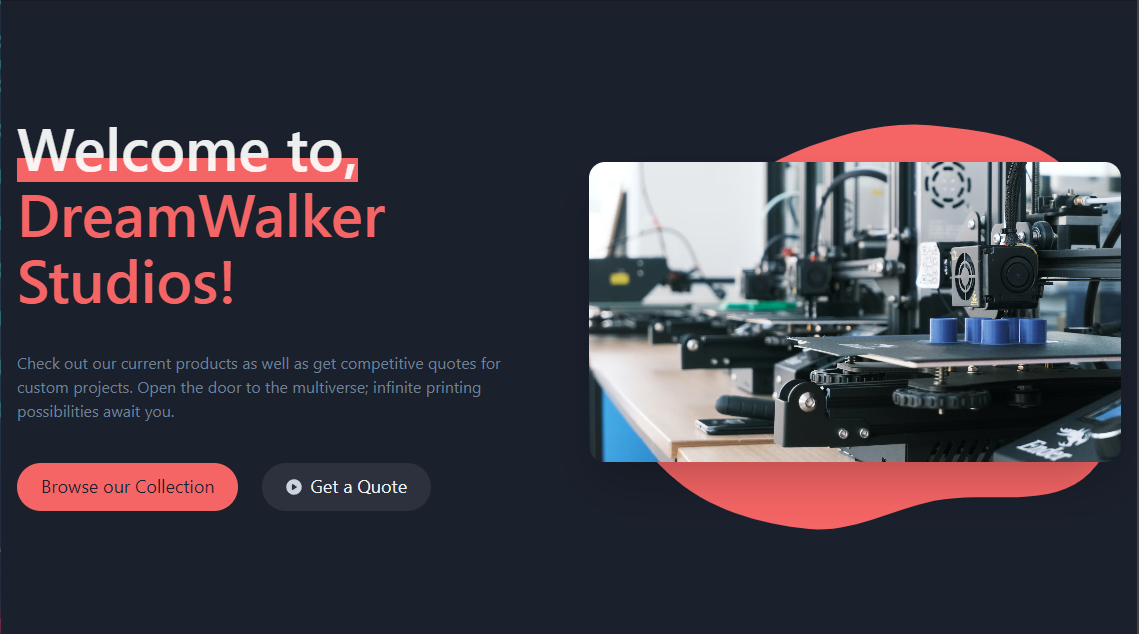 Welcome to,
DreamWalker
Studios!
Check out our current products as well as get competitive quotes for
custom projects. Open the door to the multiverse; infinite printing
possibilities await you.
Browse our Collection
Get a Quote
Ender